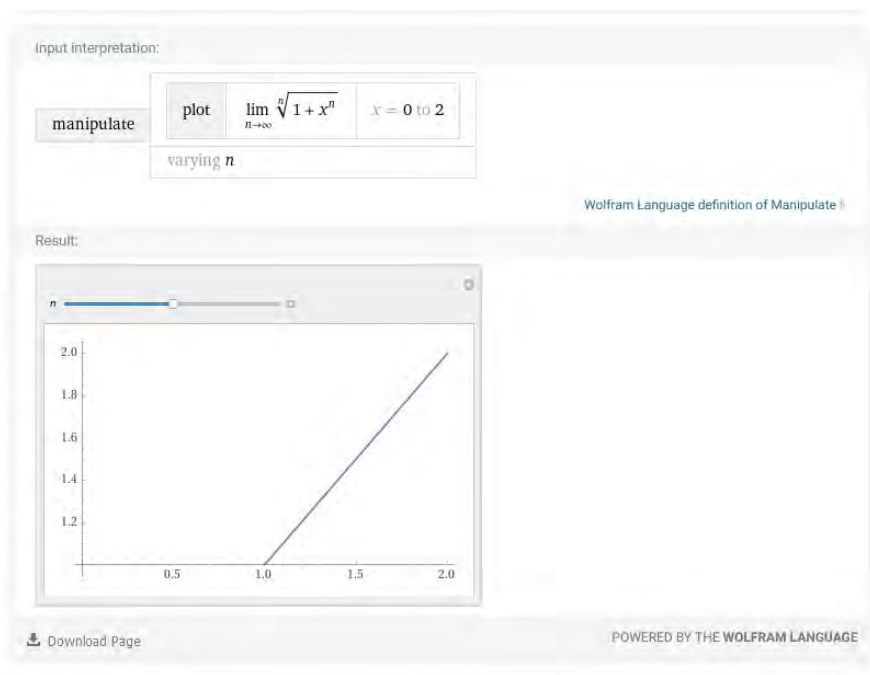 Input interpretation:
manipulate
plot lim n→∞ ⁿ√1 + xⁿ x = 0 to 2
varying n
Wolfram Language definition of Manipulate
Result:
n
2.0
1.8
1.6
1.4
1.2
0.5 1.0 1.5 2.0
Download Page
POWERED BY THE WOLFRAM LANGUAGE